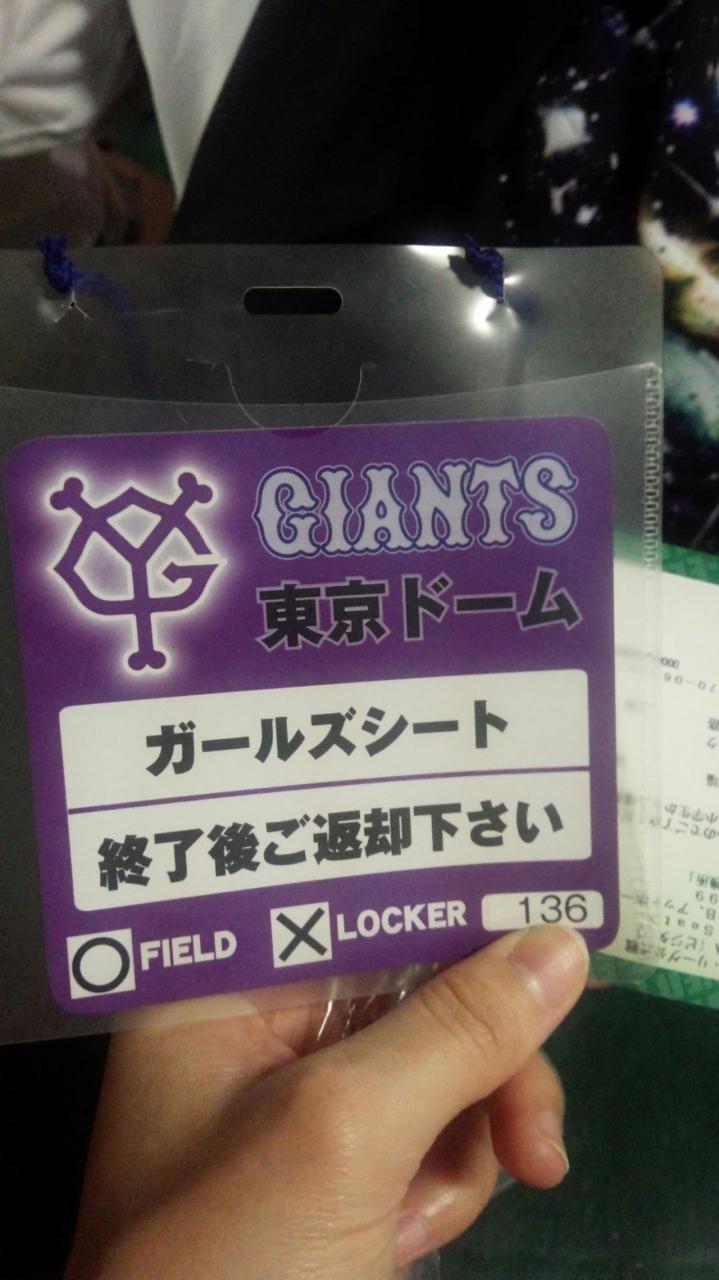 YG
GIANTS
東京ドーム
ガールズシート
終了後ご返却下さい
○ FIELD × LOCKER 136